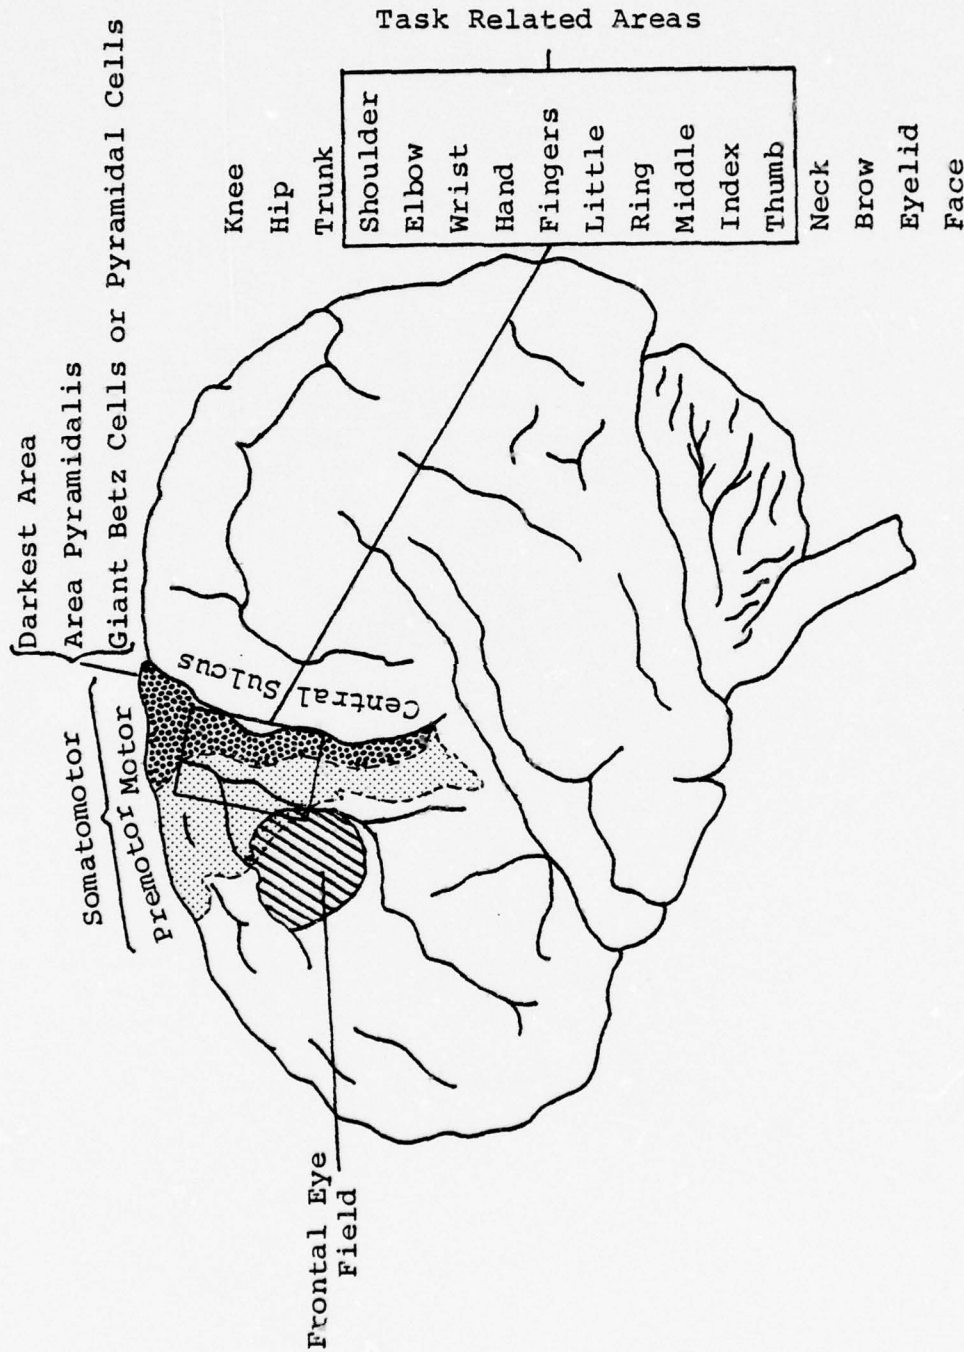 Darkest Area
Area Pyramidalis
Giant Betz Cells or Pyramidal Cells
Somatomotor
Premotor
Motor
Central
Sulcus
Frontal Eye
Field
Task Related Areas
Knee
Hip
Trunk
Shoulder
Elbow
Wrist
Hand
Fingers
Little
Ring
Middle
Index
Thumb
Neck
Brow
Eyelid
Face